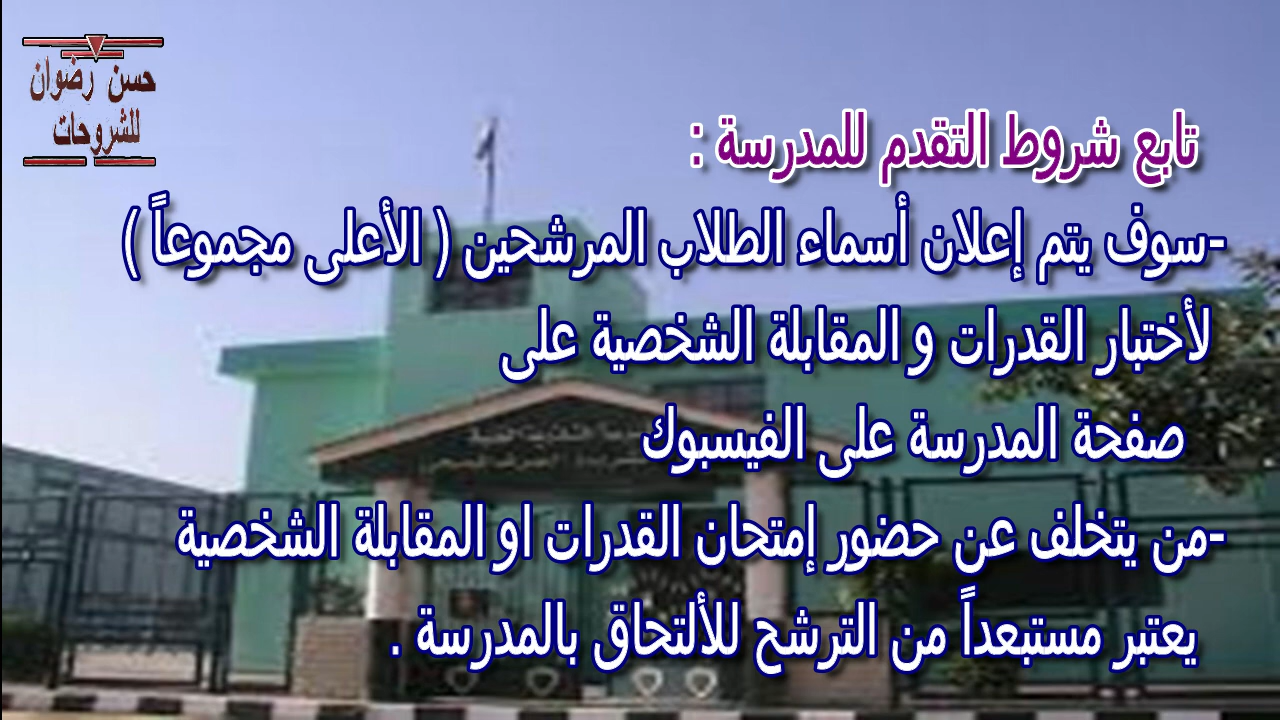 حسن رضوان
للشروحات
تابع شروط التقدم للمدرسة :
-سوف يتم إعلان أسماء الطلاب المرشحين ( الأعلى مجموعاً )
لأختبار القدرات و المقابلة الشخصية على
صفحة المدرسة على الفيسبوك
-من يتخلف عن حضور إمتحان القدرات او المقابلة الشخصية
يعتبر مستبعداً من الترشح للألتحاق بالمدرسة .